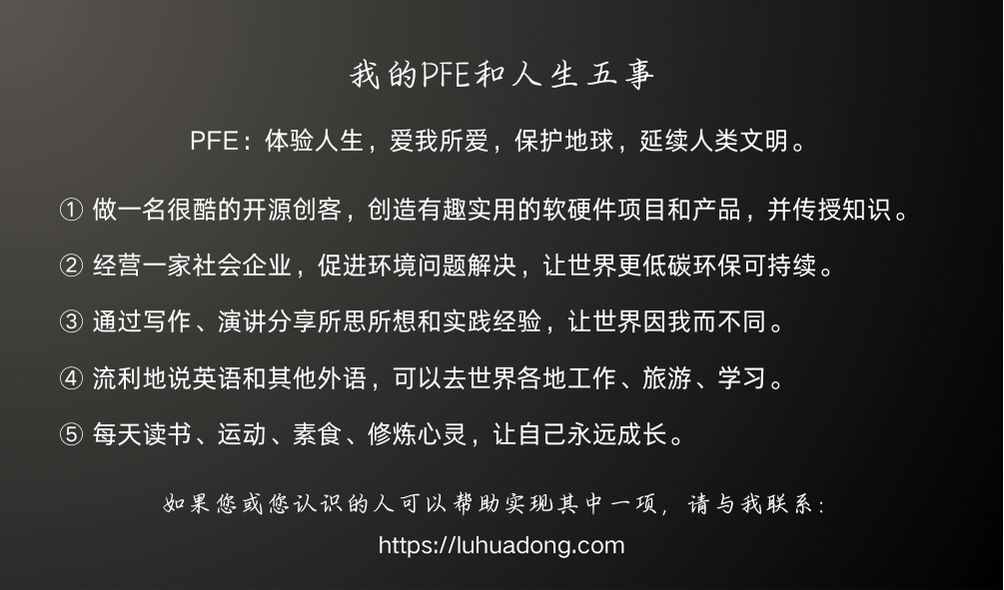 我的PFE和人生五事
PFE：体验人生，爱我所爱，保护地球，延续人类文明。
① 做一名很酷的开源创客，创造有趣实用的软硬件项目和产品，并传授知识。
② 经营一家社会企业，促进环境问题解决，让世界更低碳环保可持续。
③ 通过写作、演讲分享所思所想和实践经验，让世界因我而不同。
④ 流利地说英语和其他外语，可以去世界各地工作、旅游、学习。
⑤ 每天读书、运动、素食、修炼心灵，让自己永远成长。
如果您或您认识的人可以帮助实现其中一项，请与我联系：
https://luhuadong.com